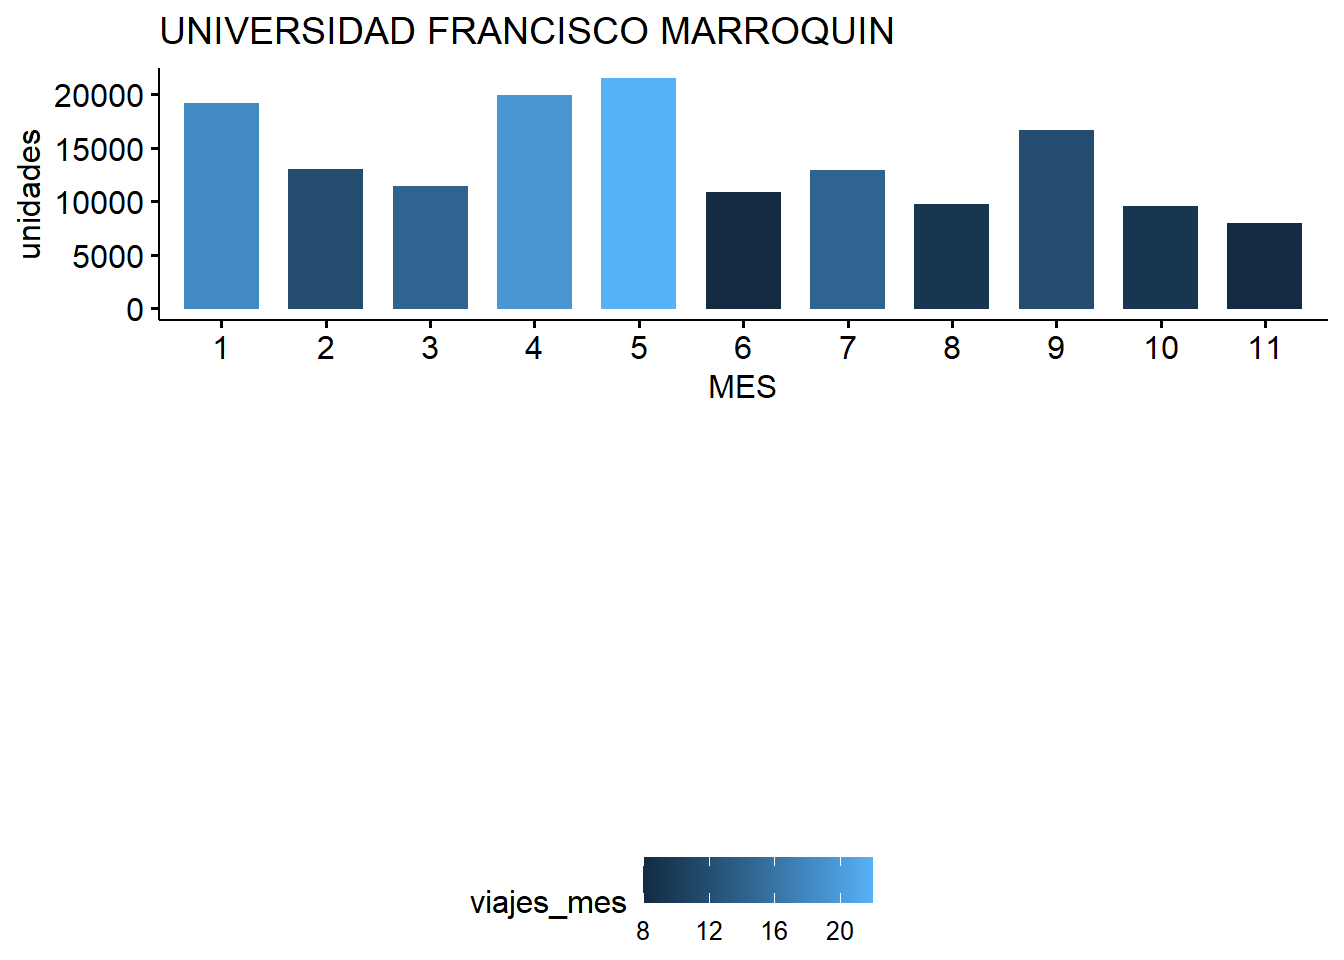 UNIVERSIDAD FRANCISCO MARROQUIN
unidades
20000
15000
10000
5000
0
1 2 3 4 5 6 7 8 9 10 11
MES
viajes_mes
8 12 16 20